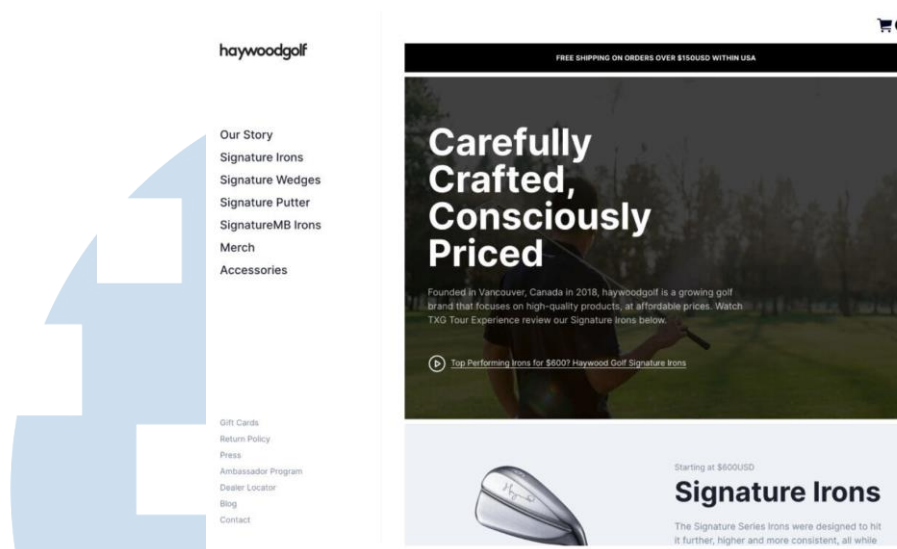 haywoodgolf
Our Story
Signature Irons
Signature Wedges
Signature Putter
SignatureMB Irons
Merch
Accessories
Gift Cards
Return Policy
Press
Ambassador Program
Dealer Locator
Blog
Contact
FREE SHIPPING ON ORDERS OVER $150USD WITHIN USA
Carefully
Crafted,
Consciously
Priced
Founded in Vancouver, Canada in 2018, haywoodgolf is a growing golf
brand that focuses on high-quality products, at affordable prices. Watch
TXG Tour Experience review our Signature Irons below.
Top Performing Irons for $600? Haywood Golf Signature Irons
Starting at $600USD
Signature Irons
The Signature Series Irons were designed to hit
it further, higher and more consistent, all while